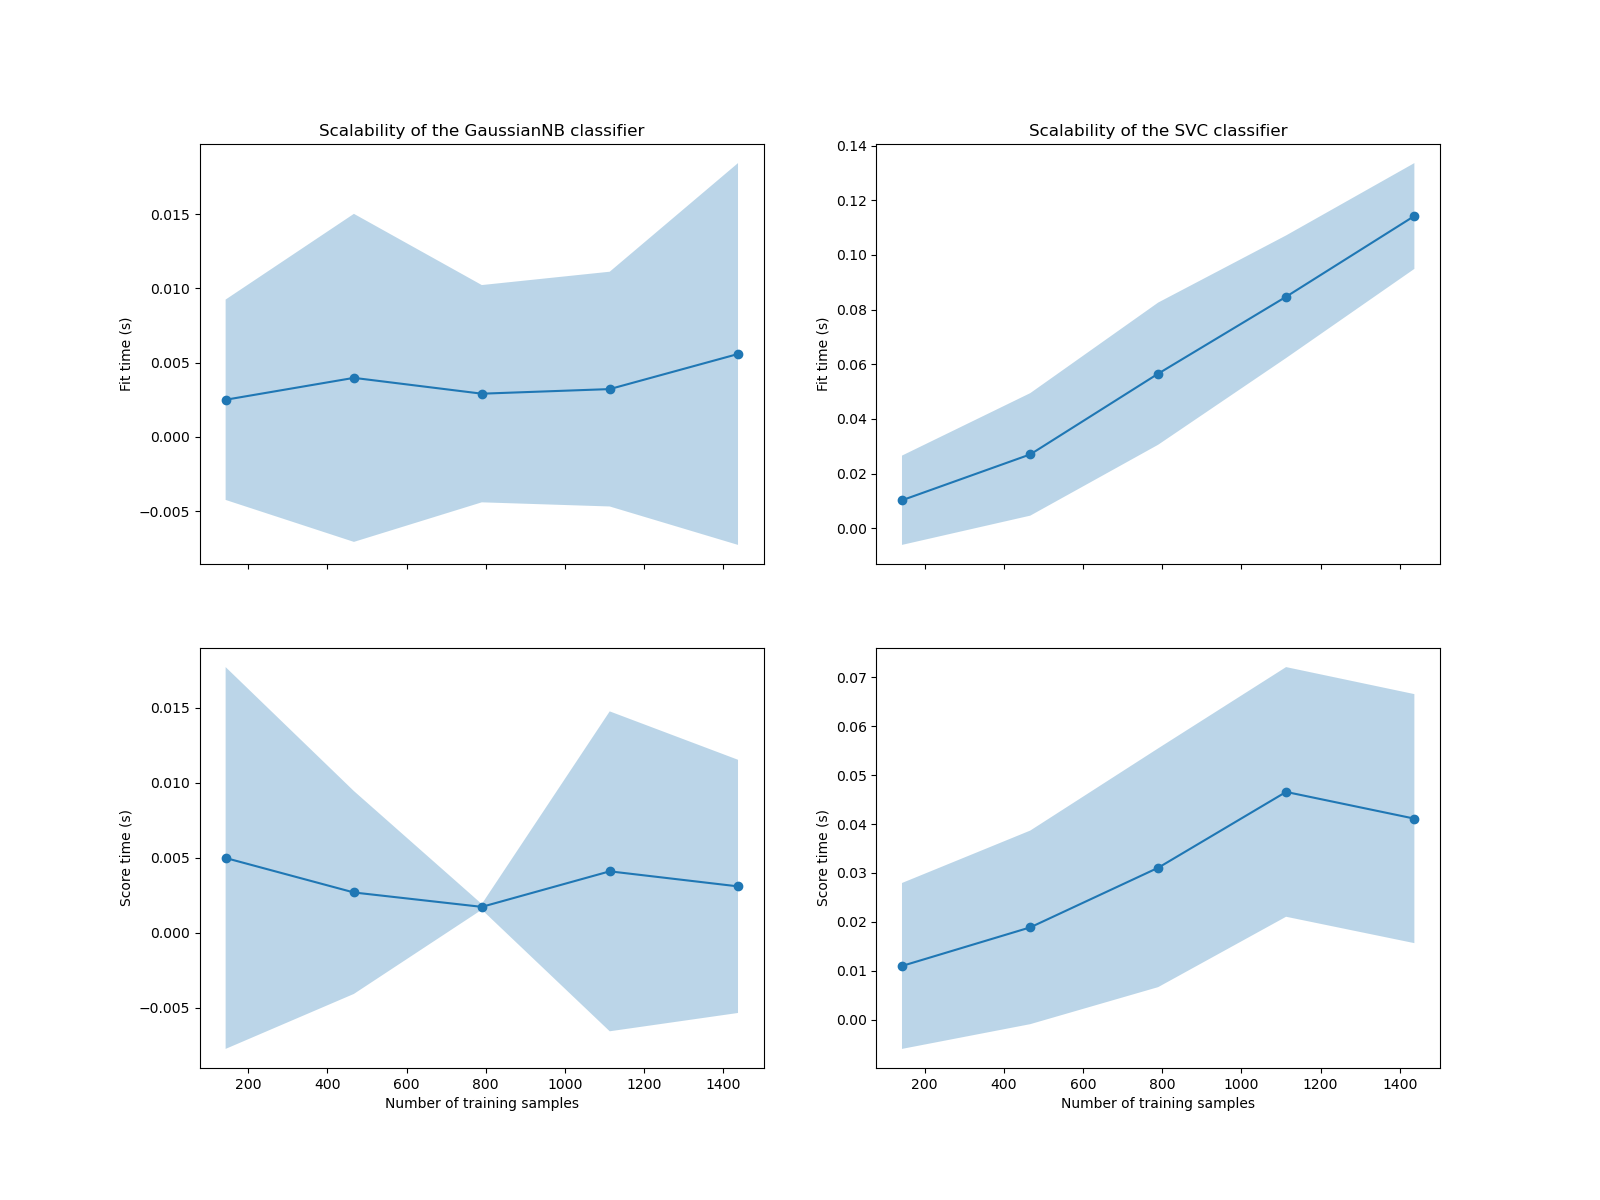 Scalability of the GaussianNB classifier
Fit time (s)
0.015
0.010
0.005
0.000
−0.005
Scalability of the SVC classifier
Fit time (s)
0.14
0.12
0.10
0.08
0.06
0.04
0.02
0.00
Score time (s)
0.015
0.010
0.005
0.000
−0.005
200 400 600 800 1000 1200 1400
Number of training samples
Score time (s)
0.07
0.06
0.05
0.04
0.03
0.02
0.01
0.00
200 400 600 800 1000 1200 1400
Number of training samples